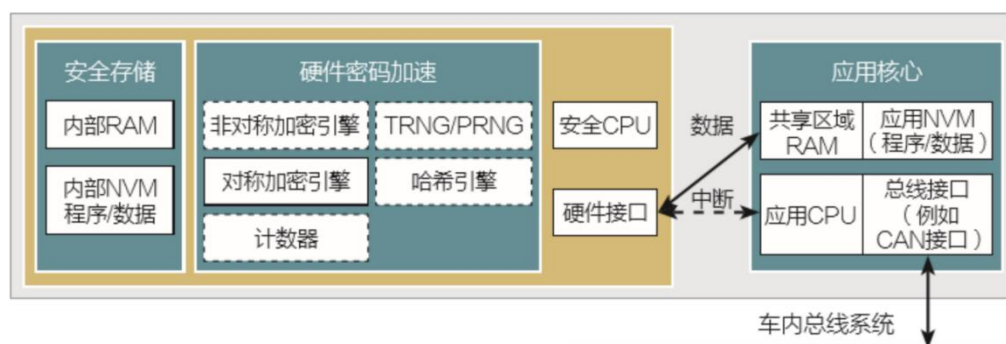 安全存储
内部RAM
内部NVM
程序/数据
硬件密码加速
非对称加密引擎
TRNG/PRNG
对称加密引擎
哈希引擎
计数器
安全CPU
硬件接口
数据
中断
应用核心
共享区域
RAM
应用NVM
（程序/数据）
应用CPU
总线接口
（例如
CAN接口）
车内总线系统